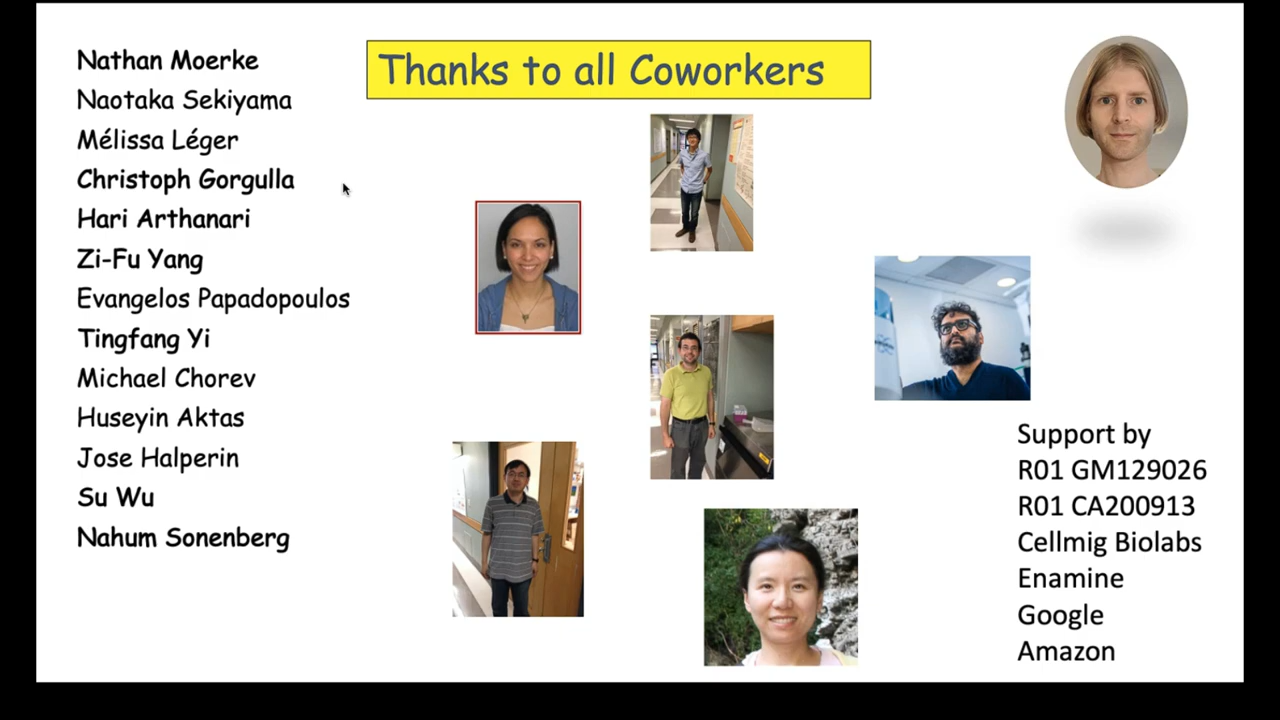 Thanks to all Coworkers
Nathan Moerke
Naotaka Sekiyama
Mélissa Léger
Christoph Gorgulla
Hari Arthanari
Zi-Fu Yang
Evangelos Papadopoulos
Tingfang Yi
Michael Chorev
Huseyin Aktas
Jose Halperin
Su Wu
Nahum Sonenberg
Support by
R01 GM129026
R01 CA200913
Cellmig Biolabs
Enamine
Google
Amazon